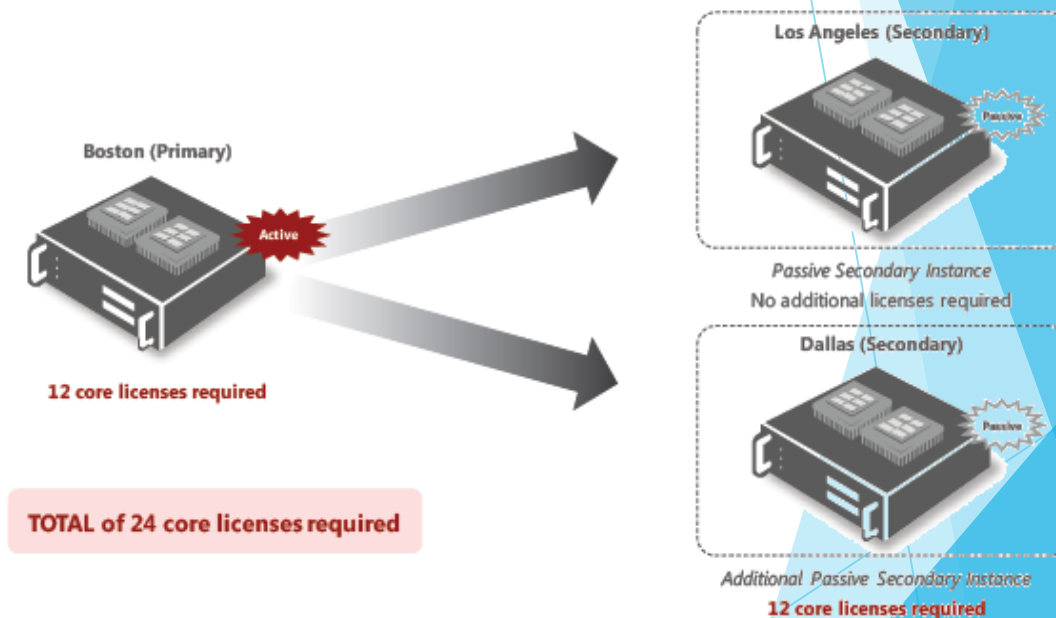 Los Angeles (Secondary)
Passive
Boston (Primary)
Active
Passive Secondary Instance
No additional licenses required
Dallas (Secondary)
Passive
12 core licenses required
TOTAL of 24 core licenses required
Additional Passive Secondary Instance
12 core licenses required